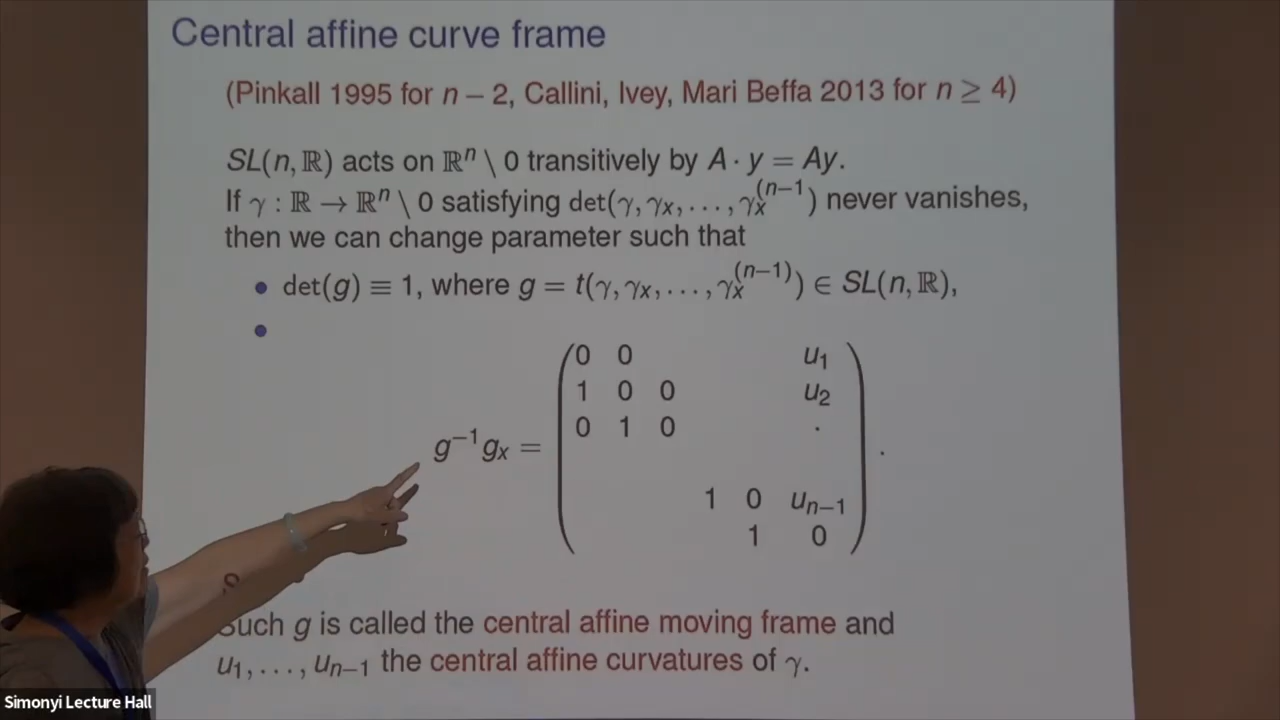 Central affine curve frame
(Pinkall 1995 for n − 2, Callini, Ivey, Mari Beffa 2013 for n ≥ 4)
SL(n, ℝ) acts on ℝⁿ \ 0 transitively by A · y = Ay.
If γ : ℝ → ℝⁿ \ 0 satisfying det(γ, γₓ, . . . , γₓ^(n−1)) never vanishes,
then we can change parameter such that
• det(g) ≡ 1, where g = t(γ, γₓ, . . . , γₓ^(n−1)) ∈ SL(n, ℝ),
•
0 0 u₁
1 0 0 u₂
0 1 0 .
g⁻¹gₓ = .
1 0 uₙ₋₁
1 0
Such g is called the central affine moving frame and
u₁, . . . , uₙ₋₁ the central affine curvatures of γ.
Simonyi Lecture Hall